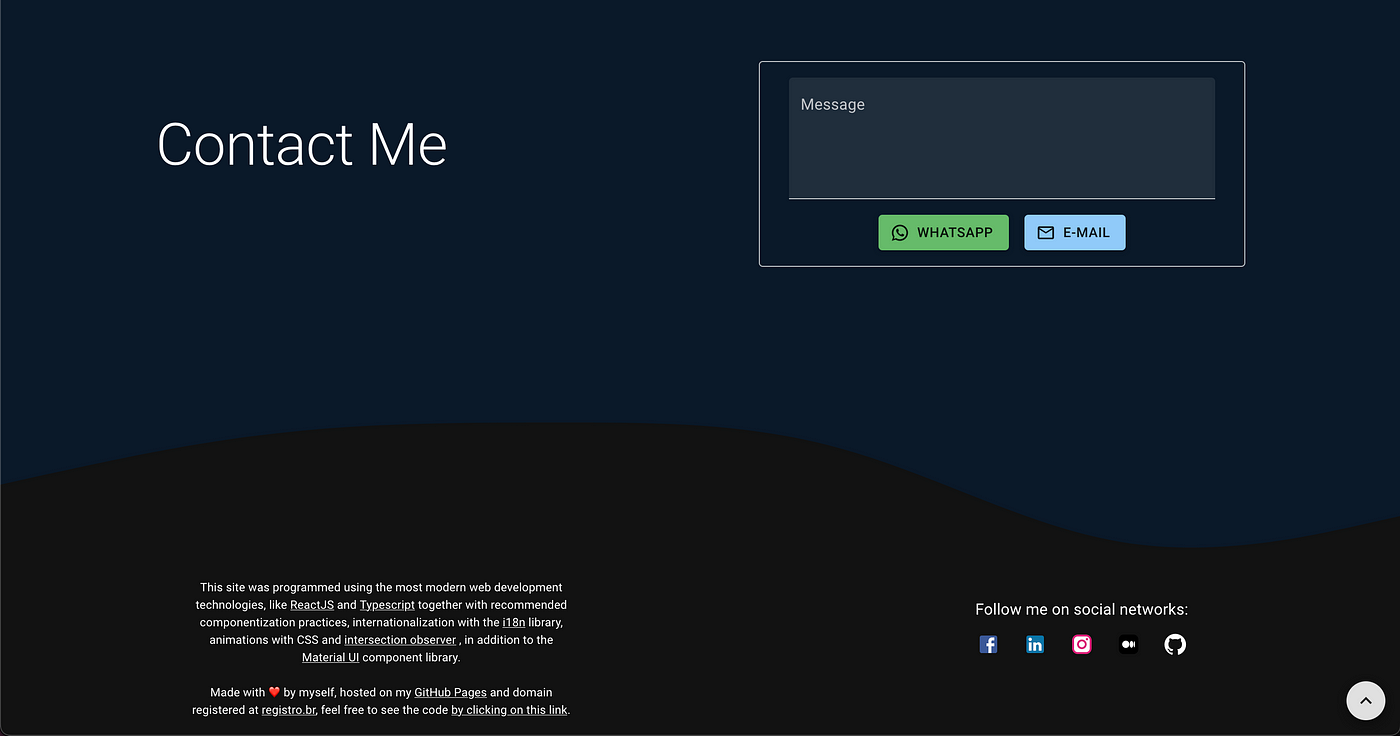 Contact Me
Message
WHATSAPP
E-MAIL
This site was programmed using the most modern web development
technologies, like ReactJS and Typescript together with recommended
componentization practices, internationalization with the i18n library,
animations with CSS and intersection observer , in addition to the
Material UI component library.
Made with ❤️ by myself, hosted on my GitHub Pages and domain
registered at registro.br, feel free to see the code by clicking on this link.
Follow me on social networks: